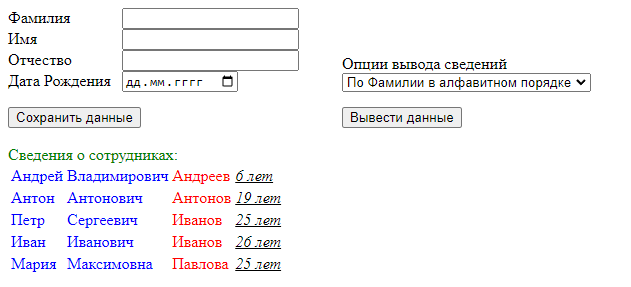 Фамилия
Имя
Отчество
Дата Рождения дд.мм.гггг
Опции вывода сведений
По Фамилии в алфавитном порядке
Сохранить данные
Вывести данные
Сведения о сотрудниках:
Андрей Владимирович Андреев 6 лет
Антон Антонович Антонов 19 лет
Петр Сергеевич Иванов 25 лет
Иван Иванович Иванов 26 лет
Мария Максимовна Павлова 25 лет